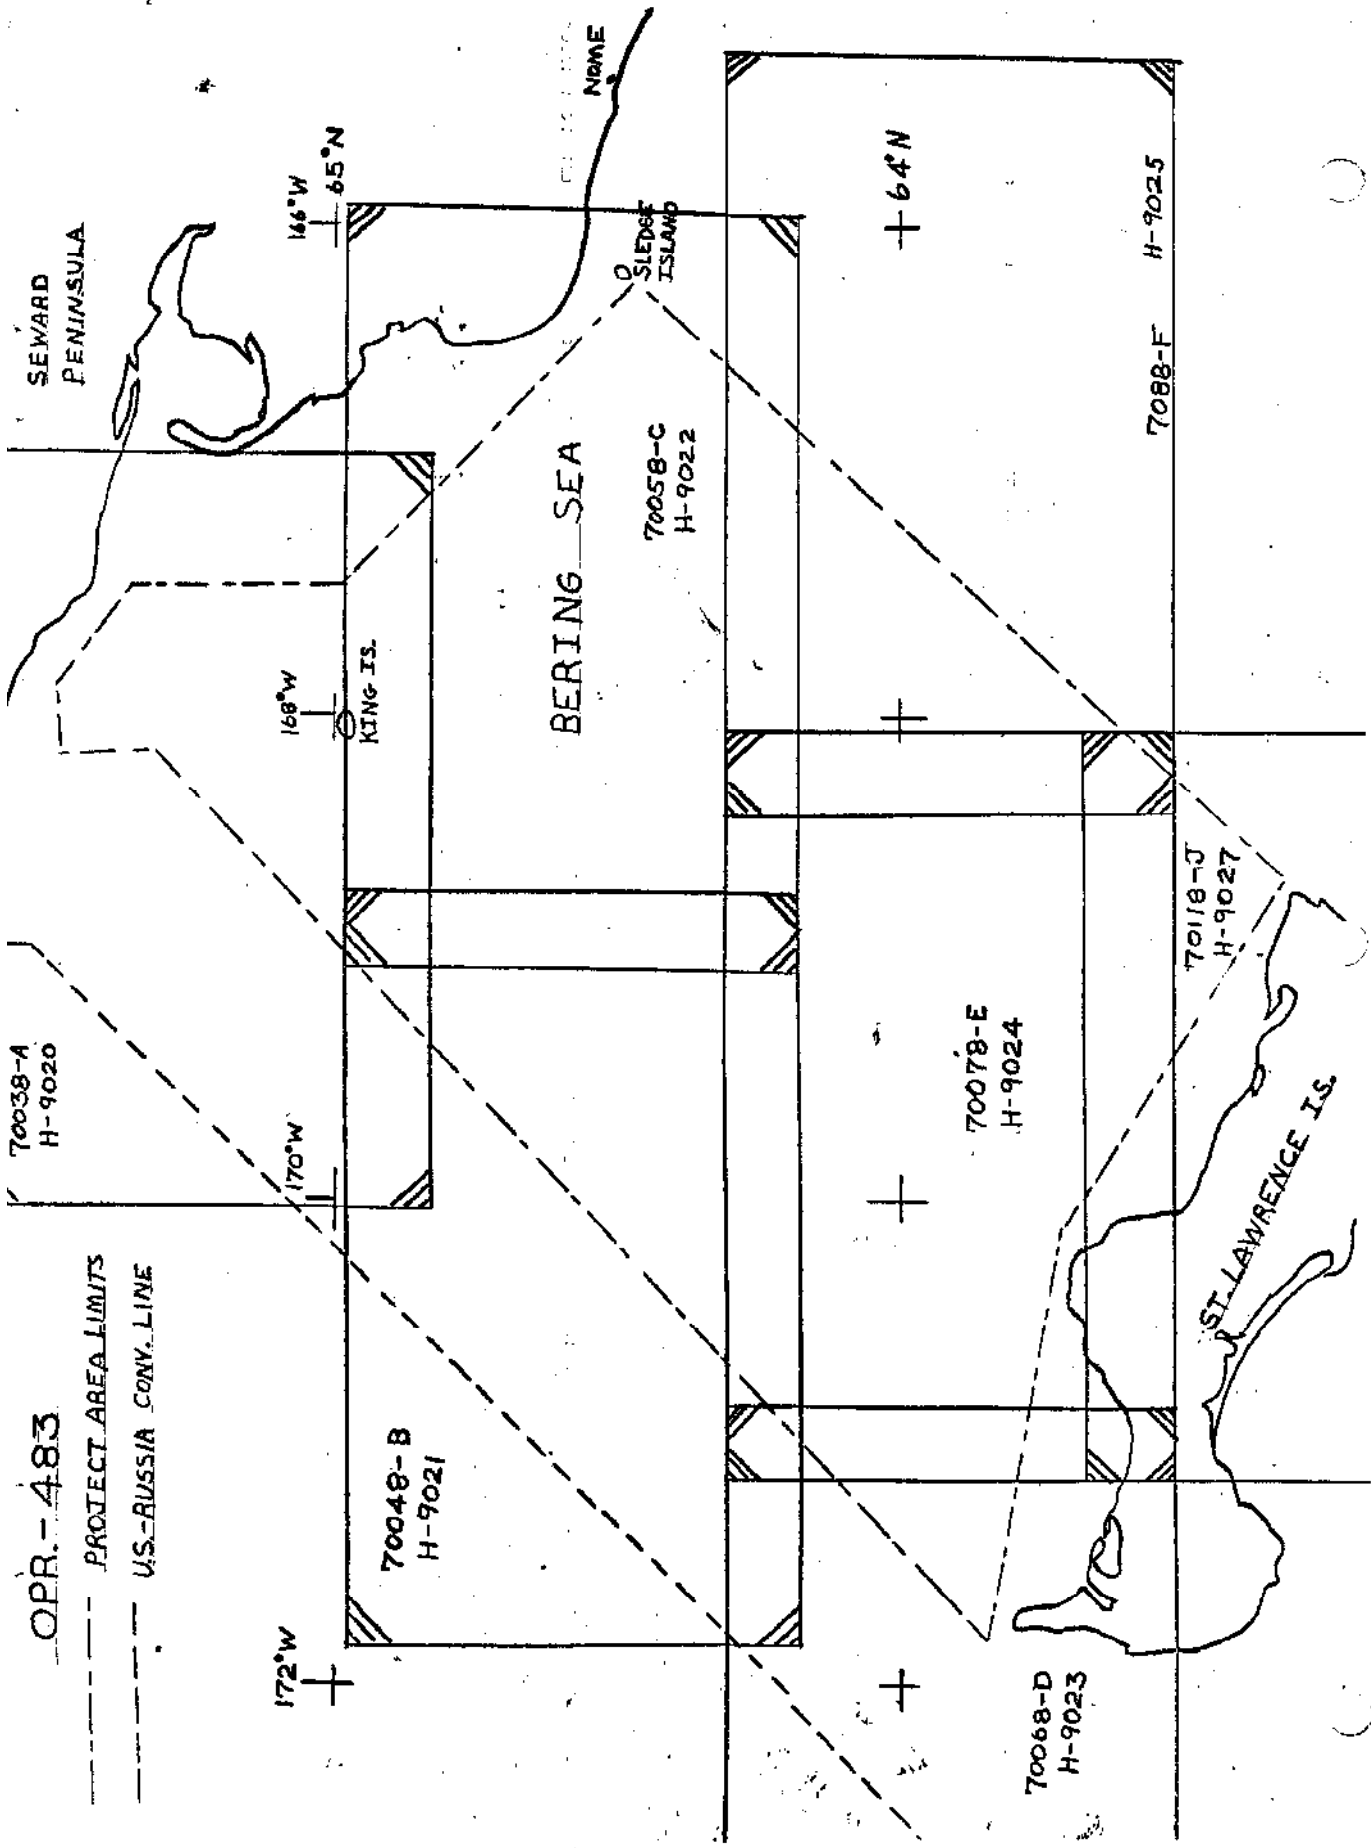 OPR.-483
PROJECT AREA LIMITS
U.S.-RUSSIA CONV. LINE
SEWARD
PENINSULA
172°W
170°W
168°W
166°W
65°N
KING IS.
NOME
SLEDGE
ISLAND
BERING SEA
64°N
70038-A
H-9020
70048-B
H-9021
70058-C
H-9022
70068-D
H-9023
70078-E
H-9024
7088-F H-9025
70118-J
H-9027
ST. LAWRENCE IS.